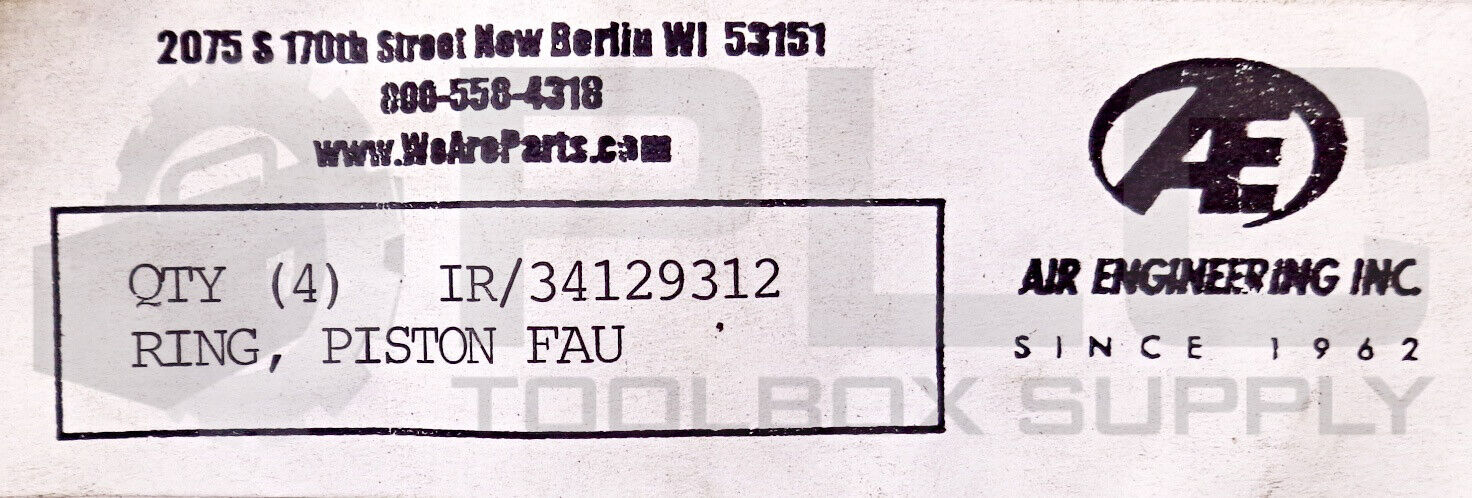 2075 S 170th Street New Berlin WI 53151
800-558-4318
www.WeAreParts.com
AE
AIR ENGINEERING INC
SINCE 1962
QTY (4) IR/34129312
RING, PISTON FAU
PLC
TOOLBOX SUPPLY